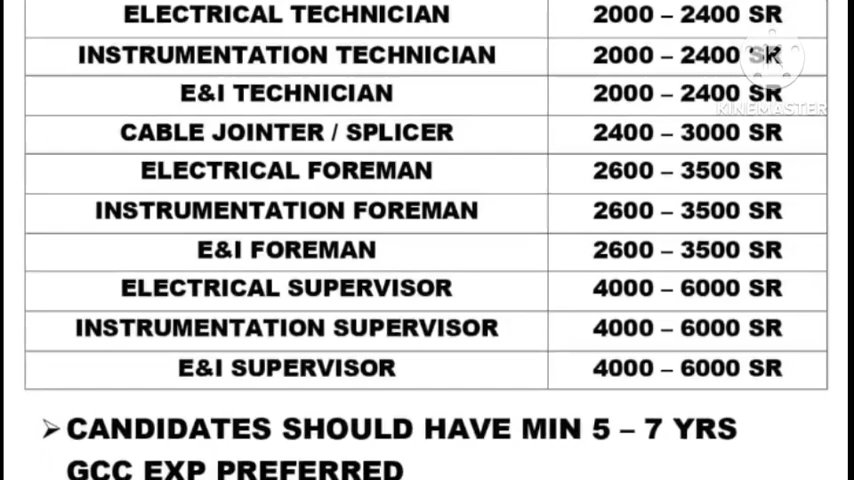 ELECTRICAL TECHNICIAN 2000 – 2400 SR
INSTRUMENTATION TECHNICIAN 2000 – 2400 SR
E&I TECHNICIAN 2000 – 2400 SR
KINEMASTER
CABLE JOINTER / SPLICER 2400 – 3000 SR
ELECTRICAL FOREMAN 2600 – 3500 SR
INSTRUMENTATION FOREMAN 2600 – 3500 SR
E&I FOREMAN 2600 – 3500 SR
ELECTRICAL SUPERVISOR 4000 – 6000 SR
INSTRUMENTATION SUPERVISOR 4000 – 6000 SR
E&I SUPERVISOR 4000 – 6000 SR
➢ CANDIDATES SHOULD HAVE MIN 5 – 7 YRS
GCC EXP PREFERRED